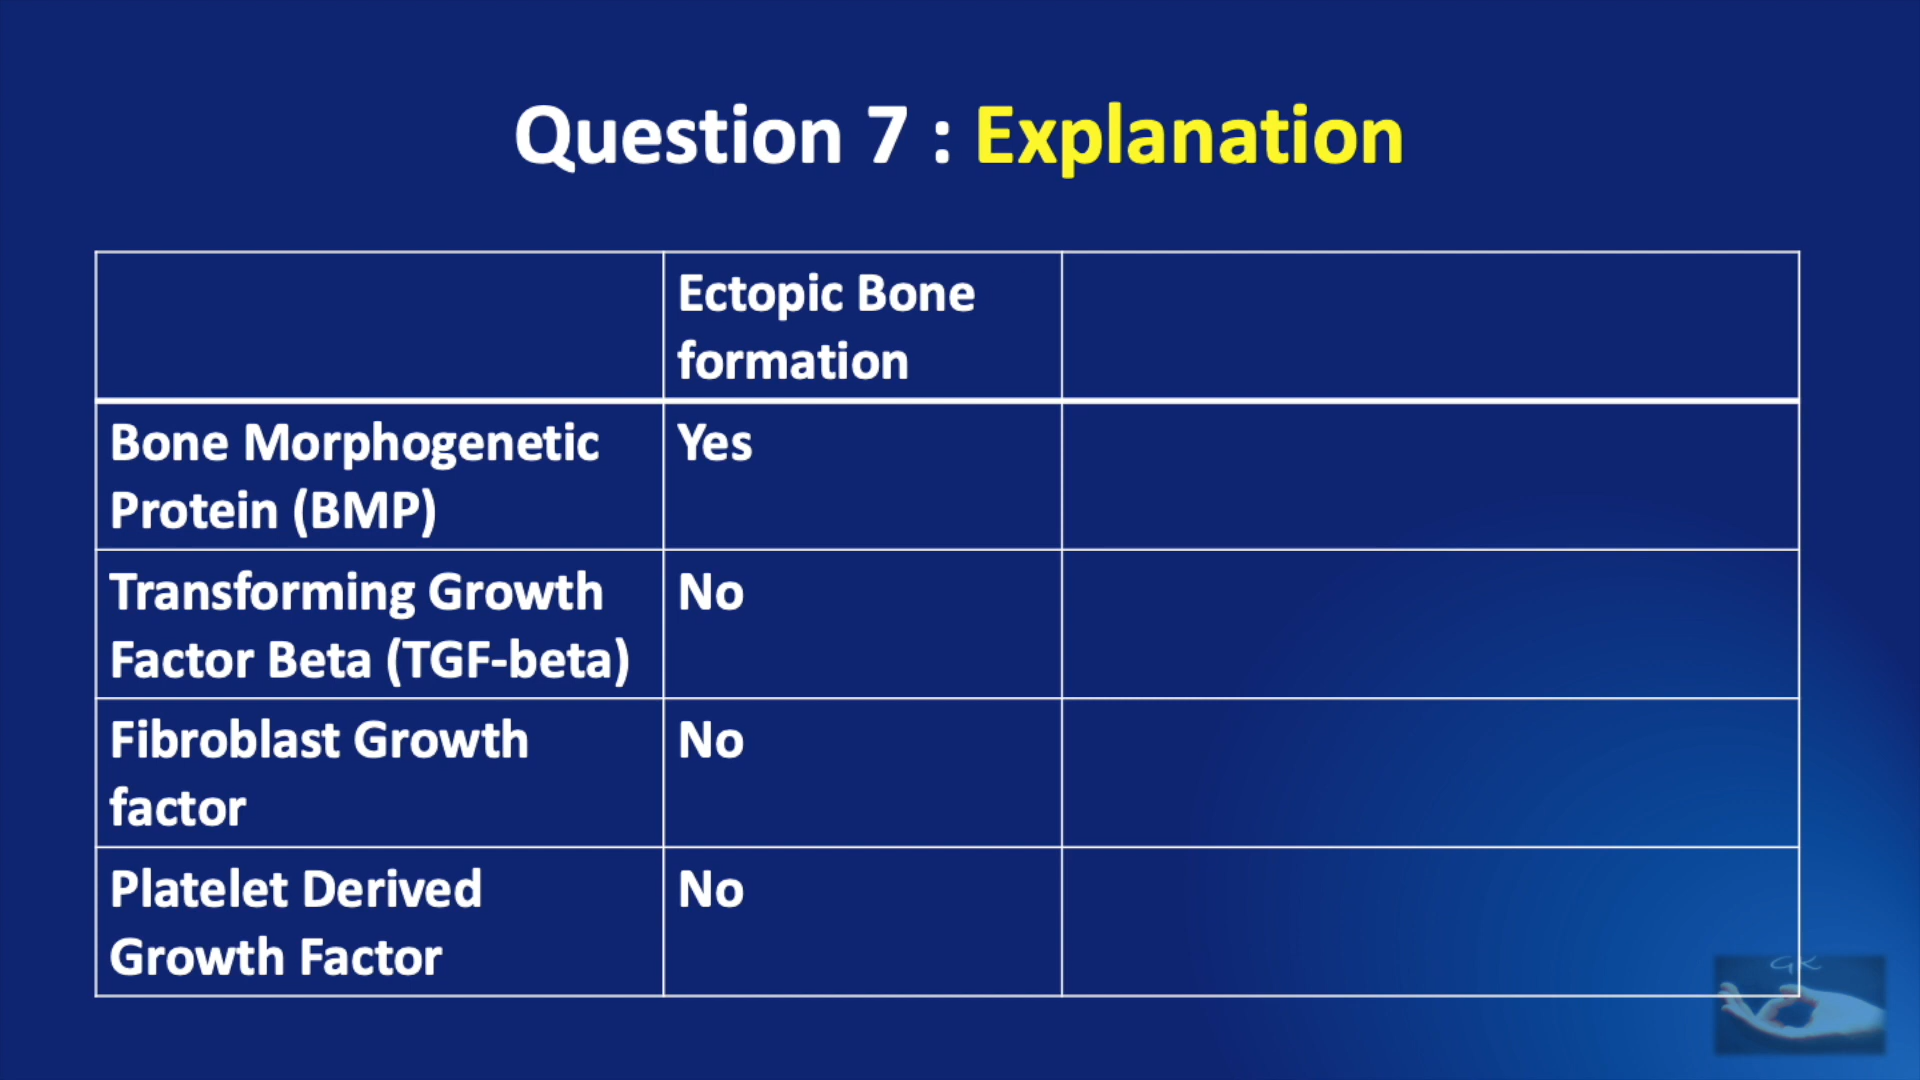 Question 7 : Explanation
Ectopic Bone
formation
Bone Morphogenetic
Protein (BMP)
Yes
Transforming Growth
Factor Beta (TGF-beta)
No
Fibroblast Growth
factor
No
Platelet Derived
Growth Factor
No
GK